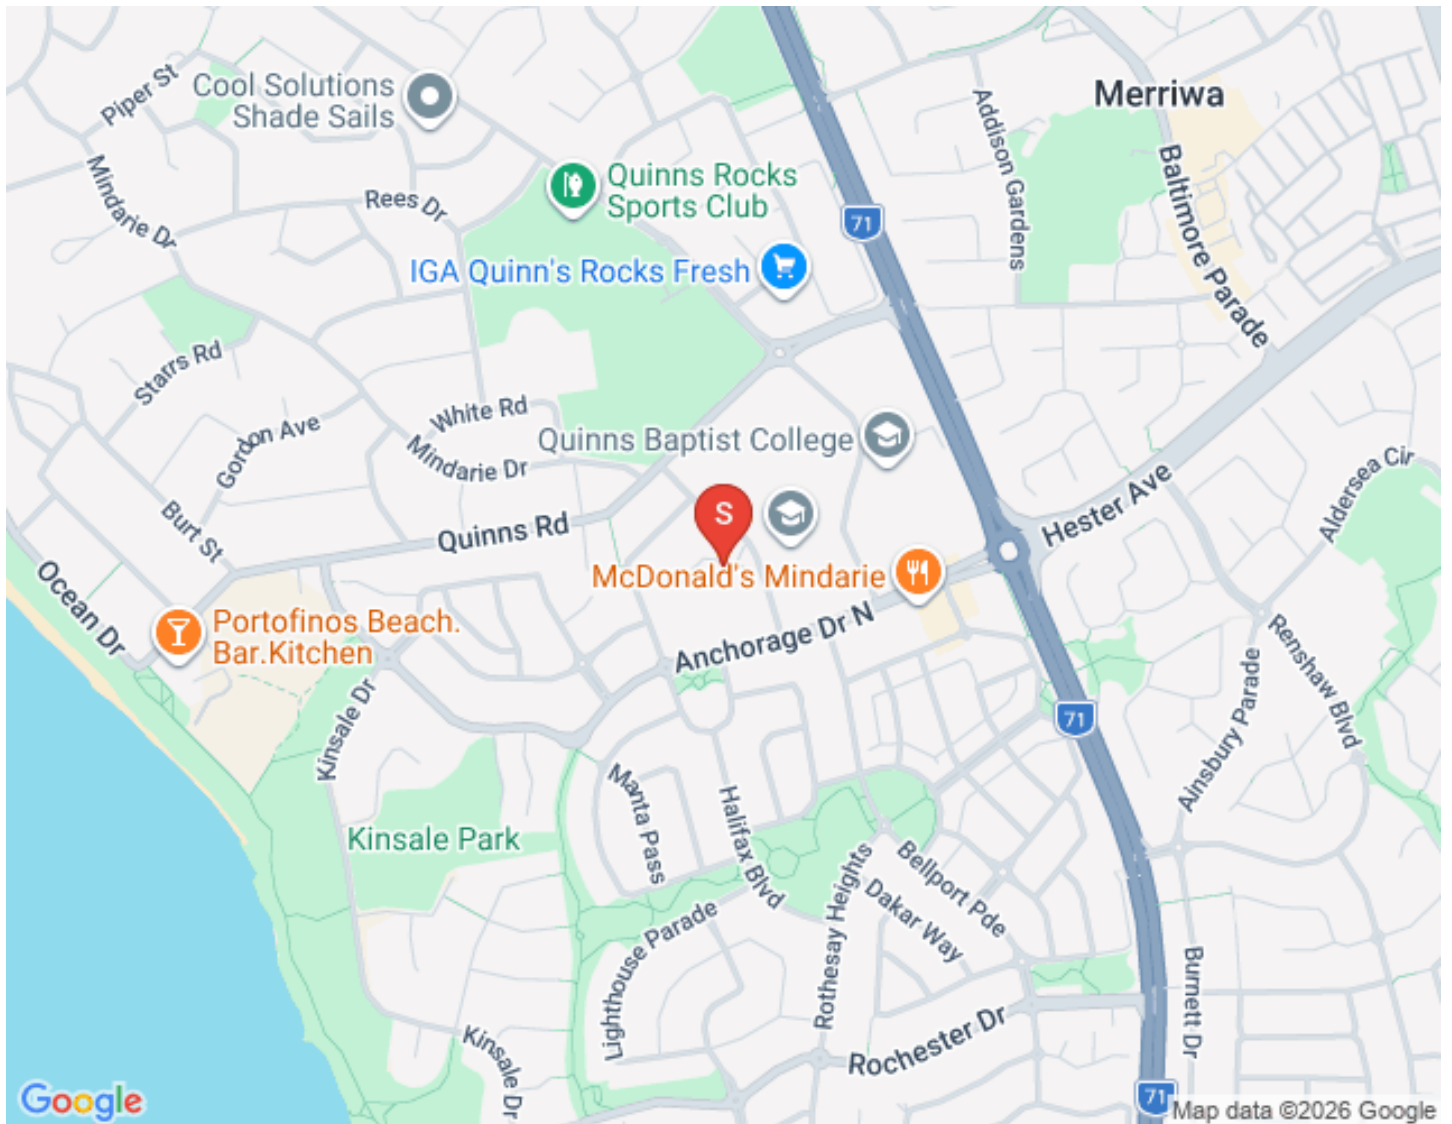 Piper St
Cool Solutions
Shade Sails
Merriwa
Addison Gardens
Baltimore Parade
Mindarie Dr
Rees Dr
Quinns Rocks
Sports Club
71
IGA Quinn's Rocks Fresh
Starrs Rd
Gordon Ave
White Rd
Mindarie Dr
Quinns Baptist College
Hester Ave
Aldersea Cir
Burt St
Quinns Rd
S
Ocean Dr
McDonald's Mindarie
Portofinos Beach.
Bar.Kitchen
Anchorage Dr N
Renshaw Blvd
Kinsale Dr
71
Ainsbury Parade
Manta Pass
Halifax Blvd
Kinsale Park
Bellport Pde
Dakar Way
Rothesay Heights
Lighthouse Parade
Burnett Dr
Rochester Dr
Kinsale Dr
71
Google
Map data ©2026 Google